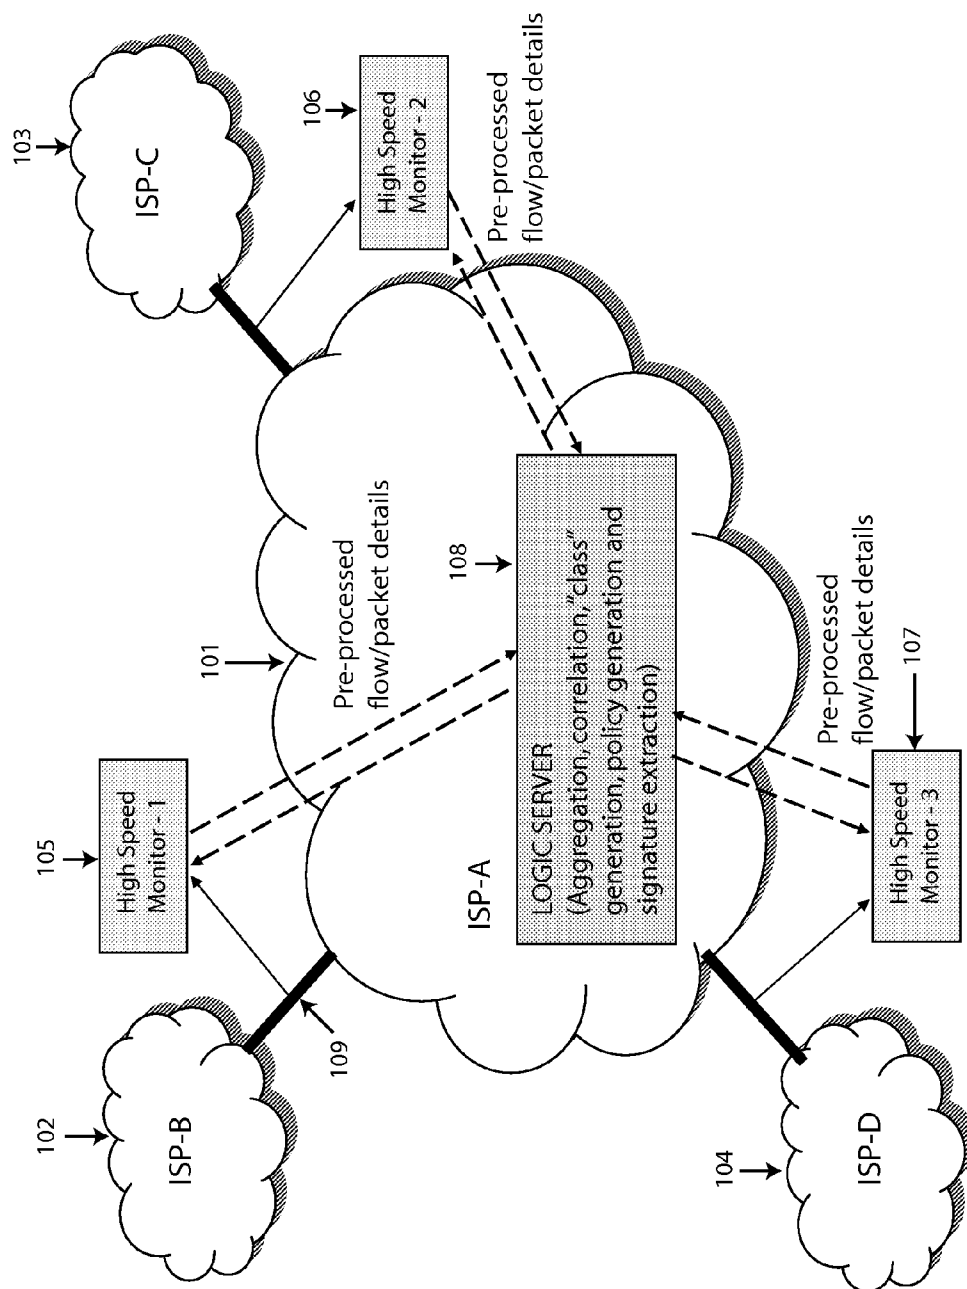 103
ISP-C
106
High Speed
Monitor - 2
Pre-processed
flow/packet details
101
Pre-processed
flow/packet details
105
High Speed
Monitor - 1
108
ISP-A
LOGIC SERVER
(Aggregation, correlation, "class"
generation, policy generation and
signature extraction)
Pre-processed
flow/packet details
107
High Speed
Monitor - 3
102
ISP-B
109
104
ISP-D